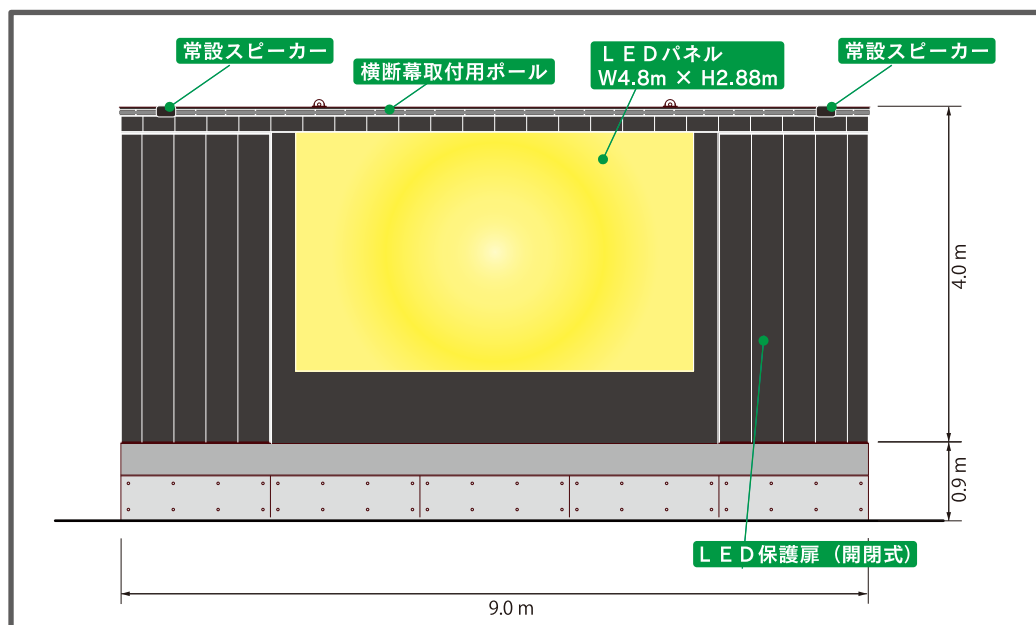 常設スピーカー
横断幕取付用ポール
ＬＥＤパネル
W4.8m × H2.88m
常設スピーカー
4.0 m
0.9 m
ＬＥＤ保護扉（開閉式）
9.0 m